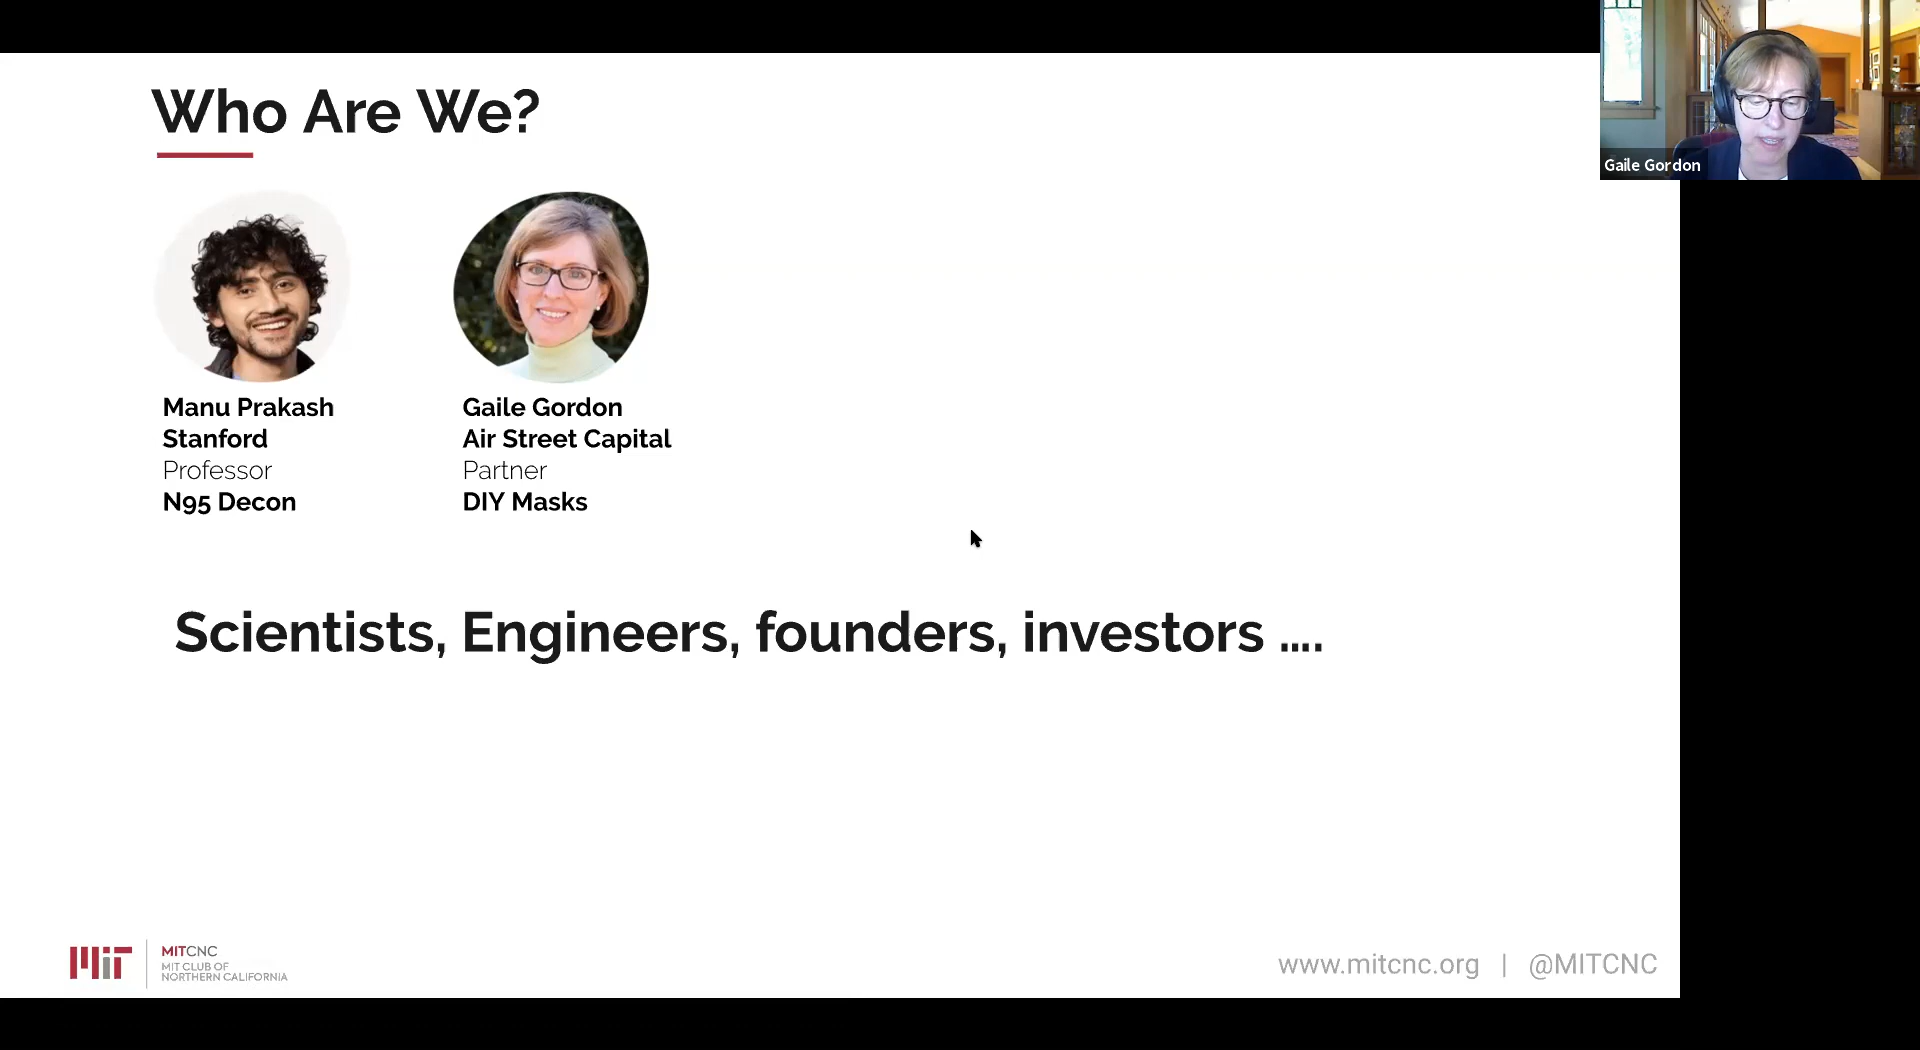 Who Are We?
Gaile Gordon
Manu Prakash
Stanford
Professor
N95 Decon
Gaile Gordon
Air Street Capital
Partner
DIY Masks
Scientists, Engineers, founders, investors ....
MIT
MITCNC
MIT CLUB OF
NORTHERN CALIFORNIA
www.mitcnc.org | @MITCNC